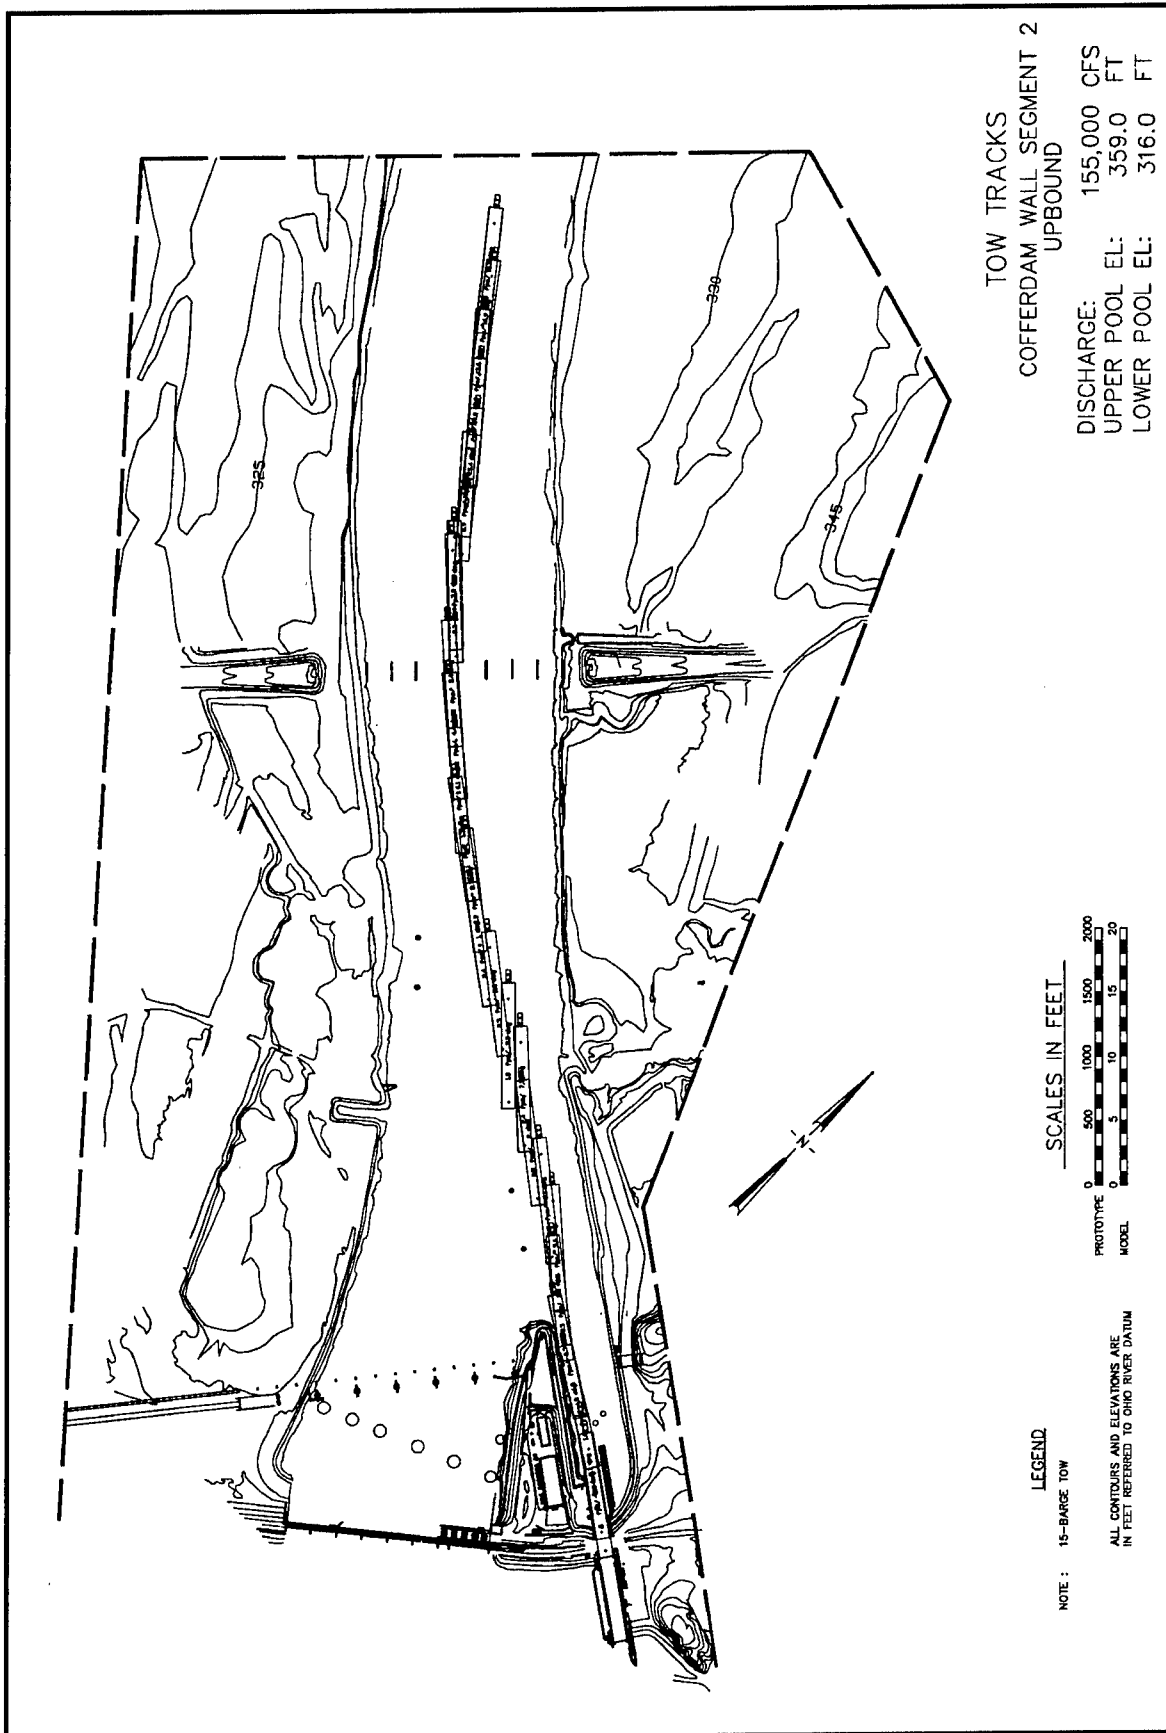 TOW TRACKS
COFFERDAM WALL SEGMENT 2
UPBOUND
DISCHARGE: 155,000 CFS
UPPER POOL EL: 359.0 FT
LOWER POOL EL: 316.0 FT
325
330
345
N
SCALES IN FEET
PROTOTYPE 0 500 1000 1500 2000
MODEL 0 5 10 15 20
LEGEND
NOTE: 15-BARGE TOW
ALL CONTOURS AND ELEVATIONS ARE
IN FEET REFERRED TO OHIO RIVER DATUM